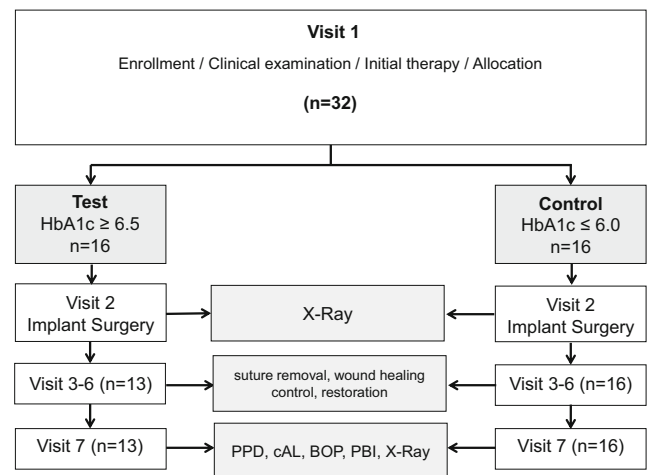 Visit 1
Enrollment / Clinical examination / Initial therapy / Allocation
(n=32)
Test
HbA1c ≥ 6.5
n=16
Control
HbA1c ≤ 6.0
n=16
Visit 2
Implant Surgery
X-Ray
Visit 2
Implant Surgery
Visit 3-6 (n=13)
suture removal, wound healing
control, restoration
Visit 3-6 (n=16)
Visit 7 (n=13)
PPD, cAL, BOP, PBI, X-Ray
Visit 7 (n=16)